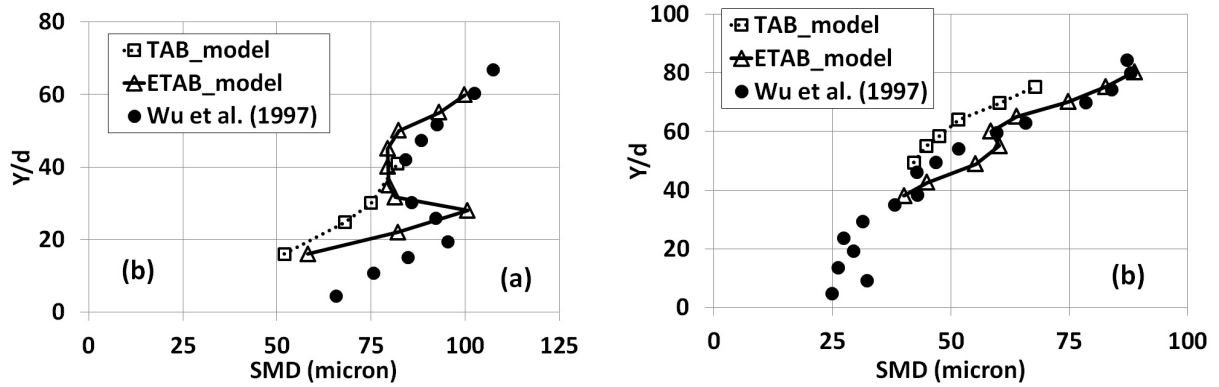 80
60
40
20
0
Y/d
TAB_model
ETAB_model
Wu et al. (1997)
(b)
(a)
0
25
50
75
100
125
SMD (micron)
100
80
60
40
20
0
Y/d
TAB_model
ETAB_model
Wu et al. (1997)
(b)
0
25
50
75
100
SMD (micron)